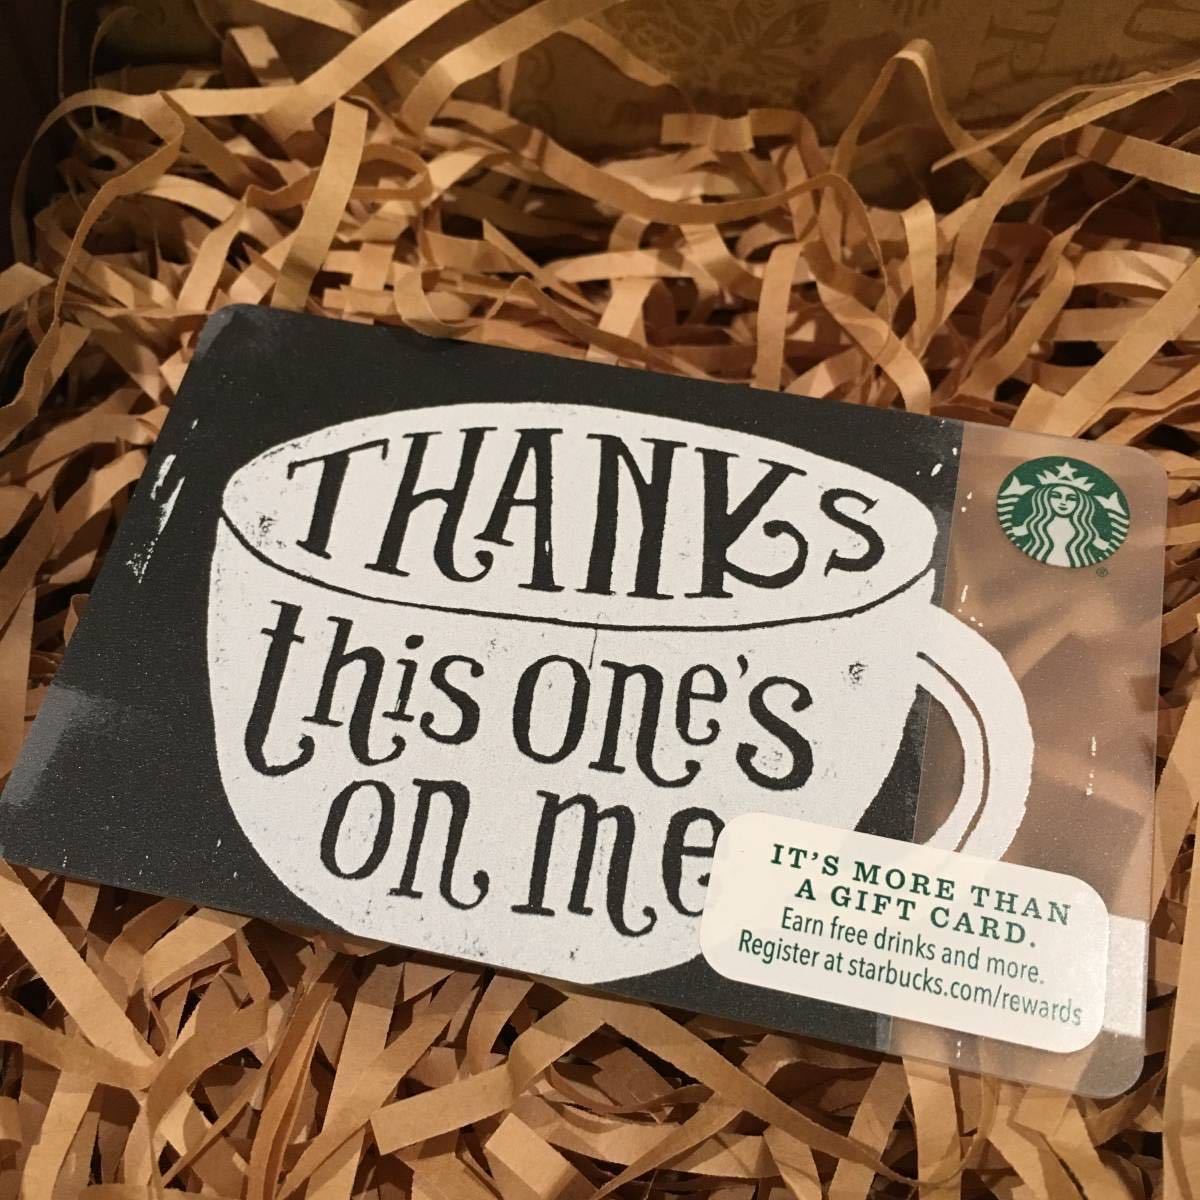 THANKS
this one's
on me
IT'S MORE THAN
A GIFT CARD.
Earn free drinks and more.
Register at starbucks.com/rewards